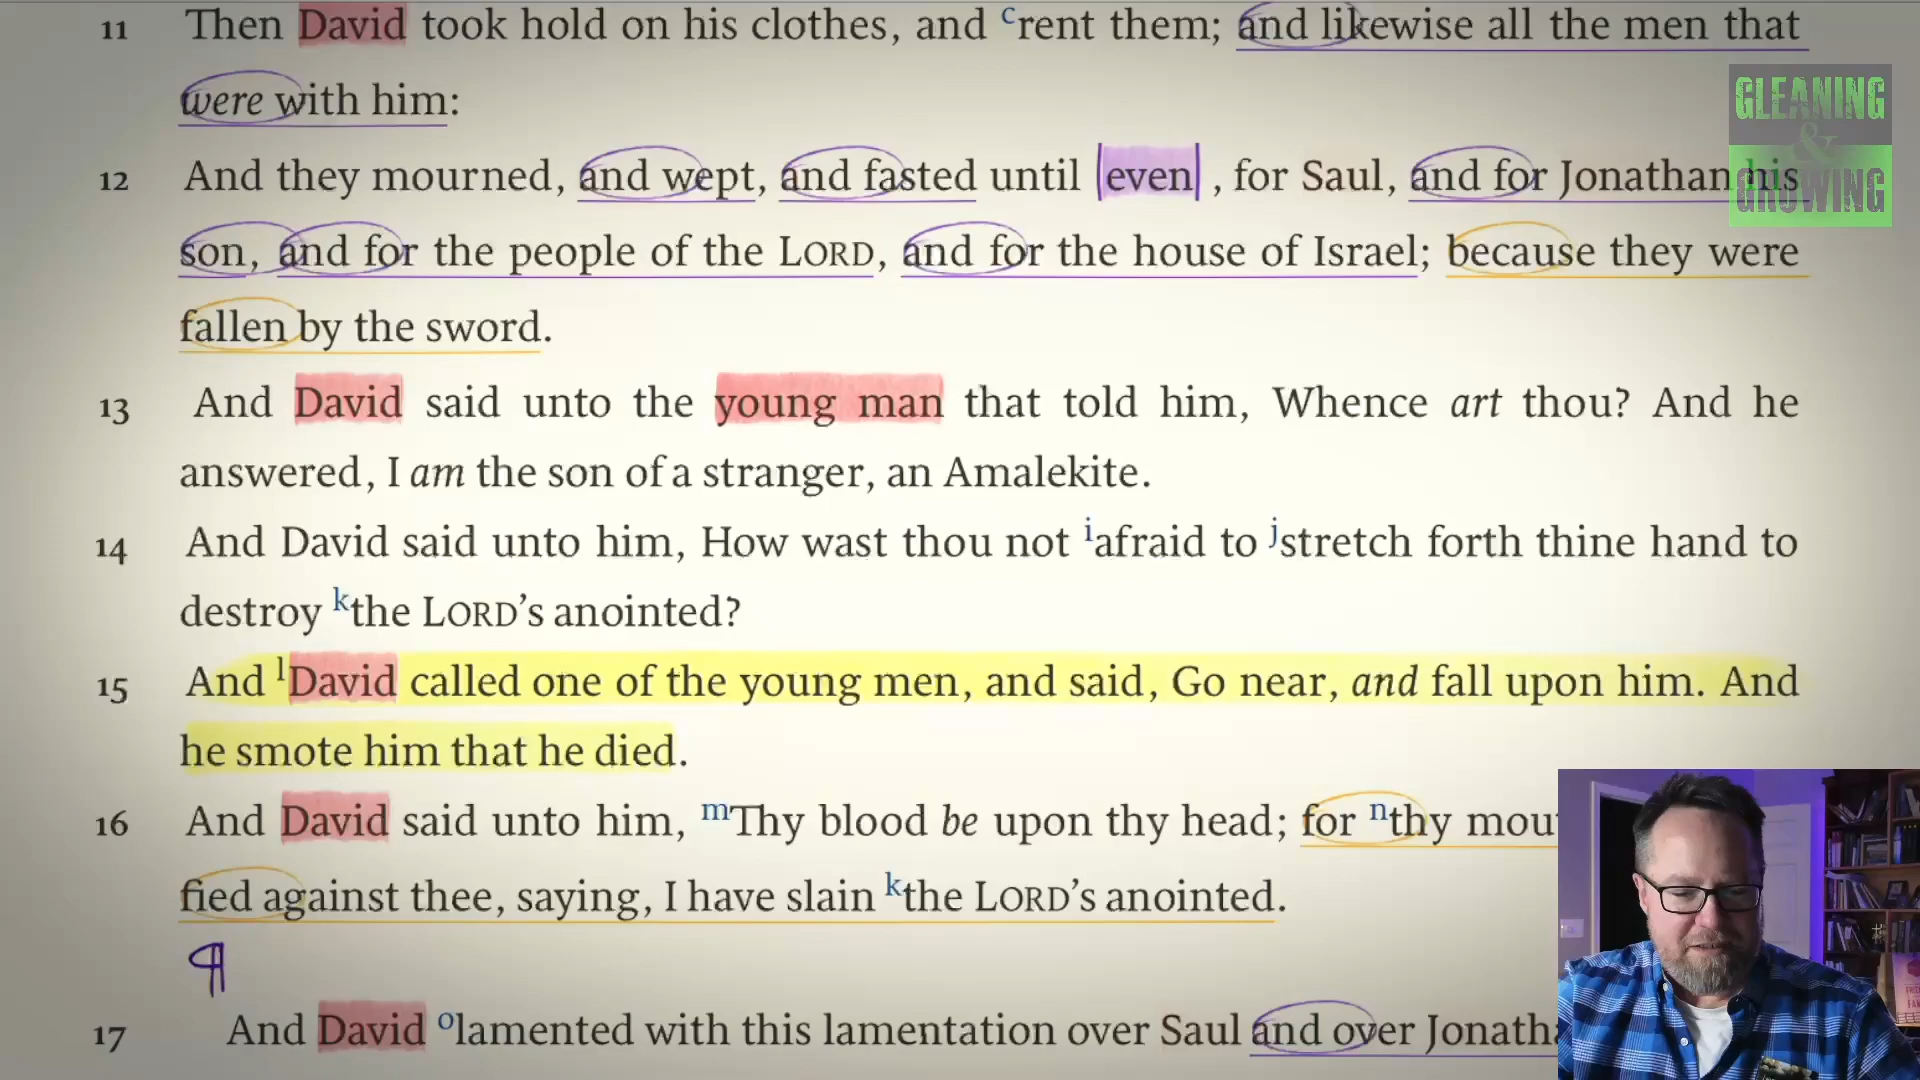 11 Then David took hold on his clothes, and crent them; and likewise all the men that
were with him:
12 And they mourned, and wept, and fasted until even , for Saul, and for Jonathan his
son, and for the people of the LORD, and for the house of Israel; because they were
fallen by the sword.
13 And David said unto the young man that told him, Whence art thou? And he
answered, I am the son of a stranger, an Amalekite.
14 And David said unto him, How wast thou not iafraid to jstretch forth thine hand to
destroy kthe LORD’s anointed?
15 And lDavid called one of the young men, and said, Go near, and fall upon him. And
he smote him that he died.
16 And David said unto him, mThy blood be upon thy head; for nthy mou
fied against thee, saying, I have slain kthe LORD’s anointed.
¶
17 And David olamented with this lamentation over Saul and over Jonath
GLEANING
&
GROWING